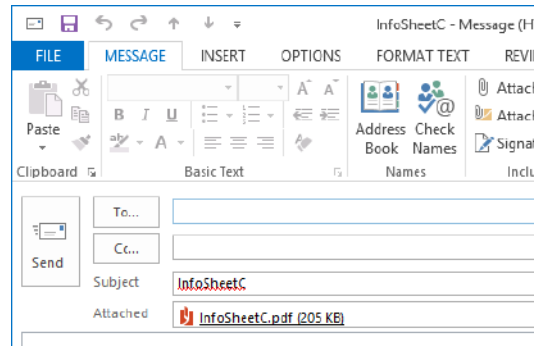 InfoSheetC - Message (H
FILE MESSAGE INSERT OPTIONS FORMAT TEXT REVI
Attach
Paste B I U Address Check Attach
ab A Book Names Signat
Clipboard Basic Text Names Inclu
To...
Send Cc...
Subject InfoSheetC
Attached InfoSheetC.pdf (205 KB)